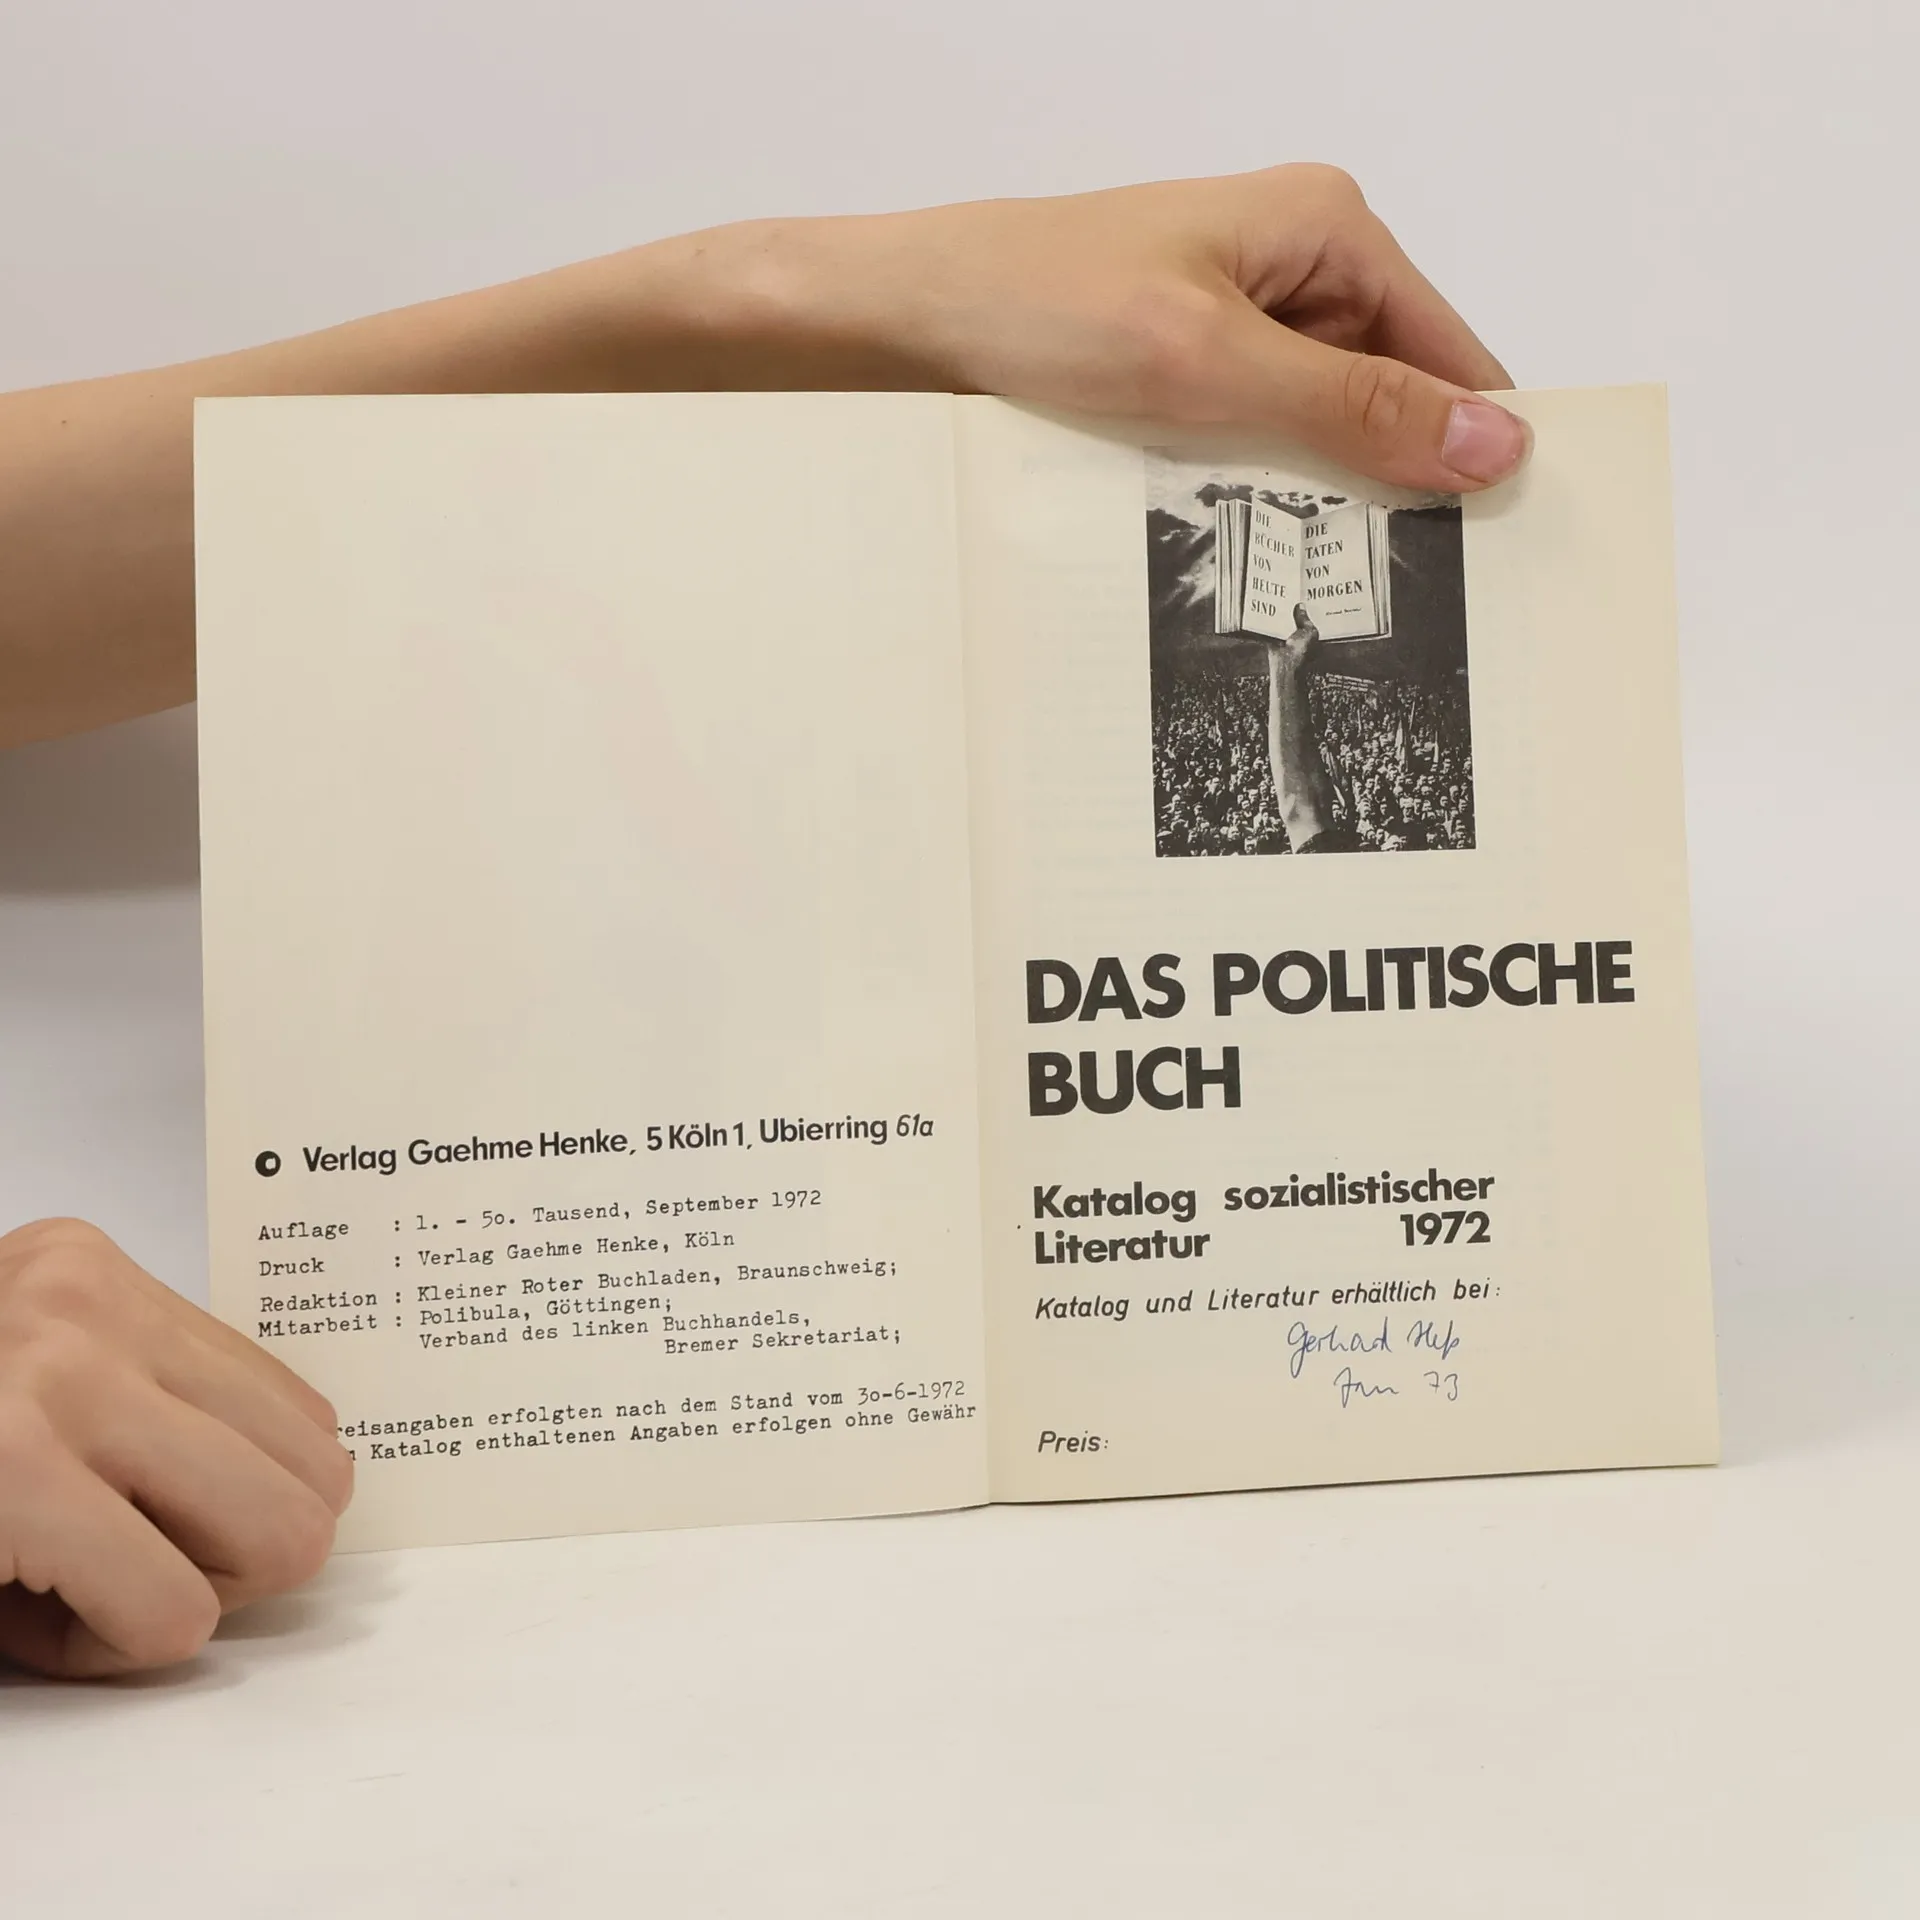 Verlag Gaehme Henke, 5 Köln 1, Ubierring 61a
Auflage : 1. - 5o. Tausend, September 1972
Druck : Verlag Gaehme Henke, Köln
Redaktion : Kleiner Roter Buchladen, Braunschweig;
Mitarbeit : Polibula, Göttingen;
Verband des linken Buchhandels,
Bremer Sekretariat;
reisangaben erfolgten nach dem Stand vom 3o-6-1972
Katalog enthaltenen Angaben erfolgen ohne Gewähr
DIE
BÜCHER
VON
HEUTE
SIND
DIE
TATEN
VON
MORGEN
DAS POLITISCHE
BUCH
Katalog sozialistischer
Literatur 1972
Katalog und Literatur erhältlich bei:
Gerhard Heß
Jan 73
Preis: